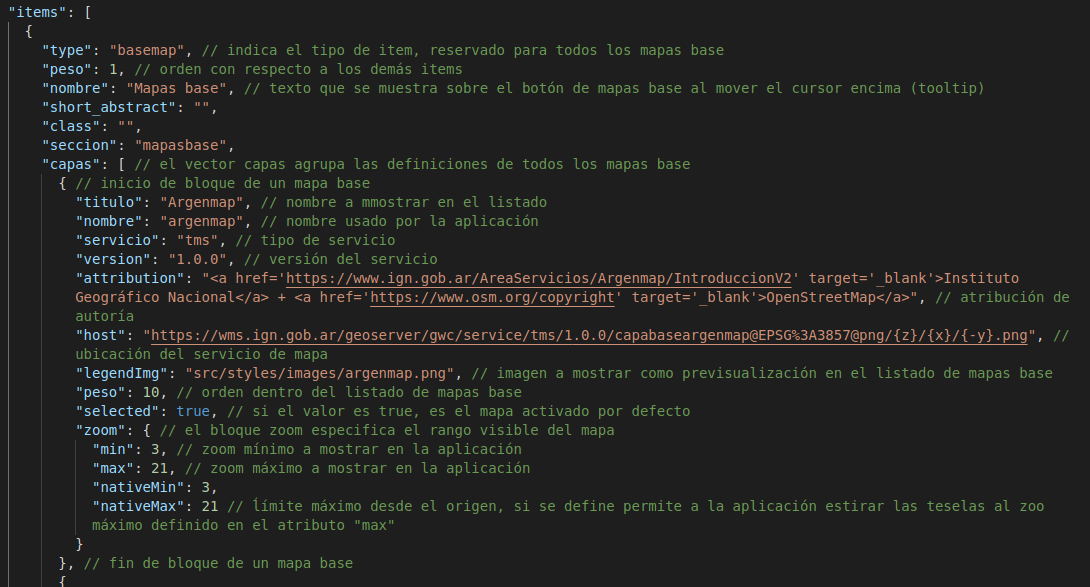 "items": [
{
"type": "basemap", // indica el tipo de item, reservado para todos los mapas base
"peso": 1, // orden con respecto a los demás items
"nombre": "Mapas base", // texto que se muestra sobre el botón de mapas base al mover el cursor encima (tooltip)
"short_abstract": "",
"class": "",
"seccion": "mapasbase",
"capas": [ // el vector capas agrupa las definiciones de todos los mapas base
{ // inicio de bloque de un mapa base
"titulo": "Argenmap", // nombre a mmostrar en el listado
"nombre": "argenmap", // nombre usado por la aplicación
"servicio": "tms", // tipo de servicio
"version": "1.0.0", // versión del servicio
"attribution": "<a href='https://www.ign.gob.ar/AreaServicios/Argenmap/IntroduccionV2' target='_blank'>Instituto
Geográfico Nacional</a> + <a href='https://www.osm.org/copyright' target='_blank'>OpenStreetMap</a>", // atribución de
autoría
"host": "https://wms.ign.gob.ar/geoserver/gwc/service/tms/1.0.0/capabaseargenmap@EPSG%3A3857@png/{z}/{x}/{-y}.png", //
ubicación del servicio de mapa
"legendImg": "src/styles/images/argenmap.png", // imagen a mostrar como previsualización en el listado de mapas base
"peso": 10, // orden dentro del listado de mapas base
"selected": true, // si el valor es true, es el mapa activado por defecto
"zoom": { // el bloque zoom especifica el rango visible del mapa
"min": 3, // zoom mínimo a mostrar en la aplicación
"max": 21, // zoom máximo a mostrar en la aplicación
"nativeMin": 3,
"nativeMax": 21 // ĺímite máximo desde el origen, si se define permite a la aplicación estirar las teselas al zoo
máximo definido en el atributo "max"
}
}, // fin de bloque de un mapa base
{